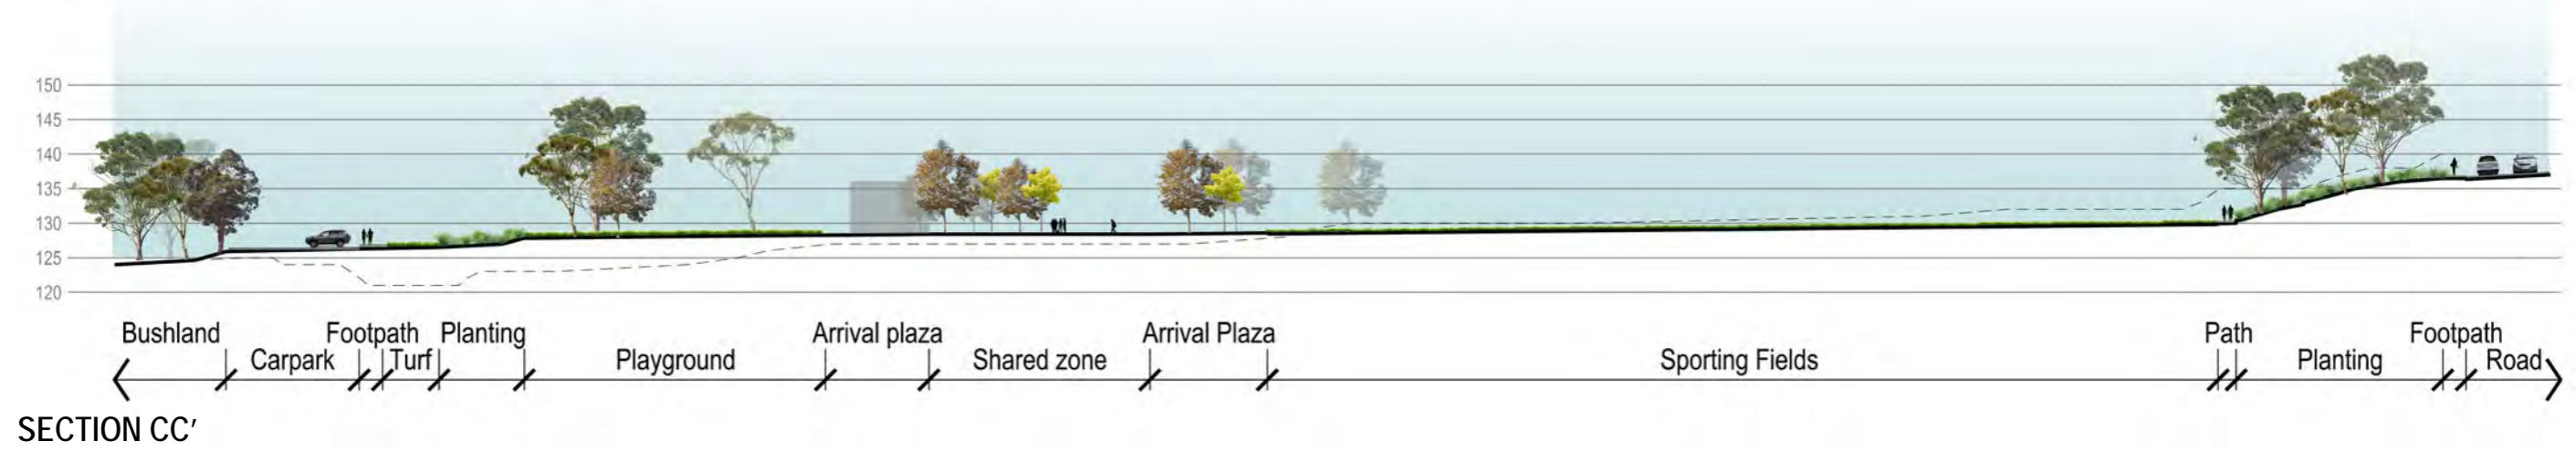 150
145
140
135
130
125
120
Bushland Footpath Planting Arrival plaza Arrival Plaza Path Footpath
Carpark Turf Playground Shared zone Sporting Fields Planting Road
SECTION CC'